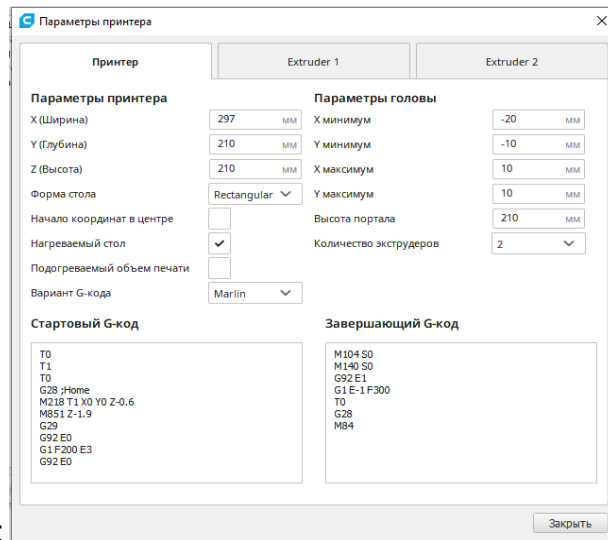 Параметры принтера
Принтер
Extruder 1
Extruder 2
Параметры принтера
X (Ширина) 297 мм
Y (Глубина) 210 мм
Z (Высота) 210 мм
Форма стола Rectangular
Начало координат в центре
Нагреваемый стол
Подогреваемый объем печати
Вариант G-кода Marlin
Параметры головы
X минимум -20 мм
Y минимум -10 мм
X максимум 10 мм
Y максимум 10 мм
Высота портала 210 мм
Количество экструдеров 2
Стартовый G-код
T0
T1
T0
G28 ;Home
M218 T1 X0 Y0 Z-0.6
M851 Z-1.9
G29
G92 E0
G1 F200 E3
G92 E0
Завершающий G-код
M104 S0
M140 S0
G92 E1
G1 E-1 F300
T0
G28
M84
Закрыть